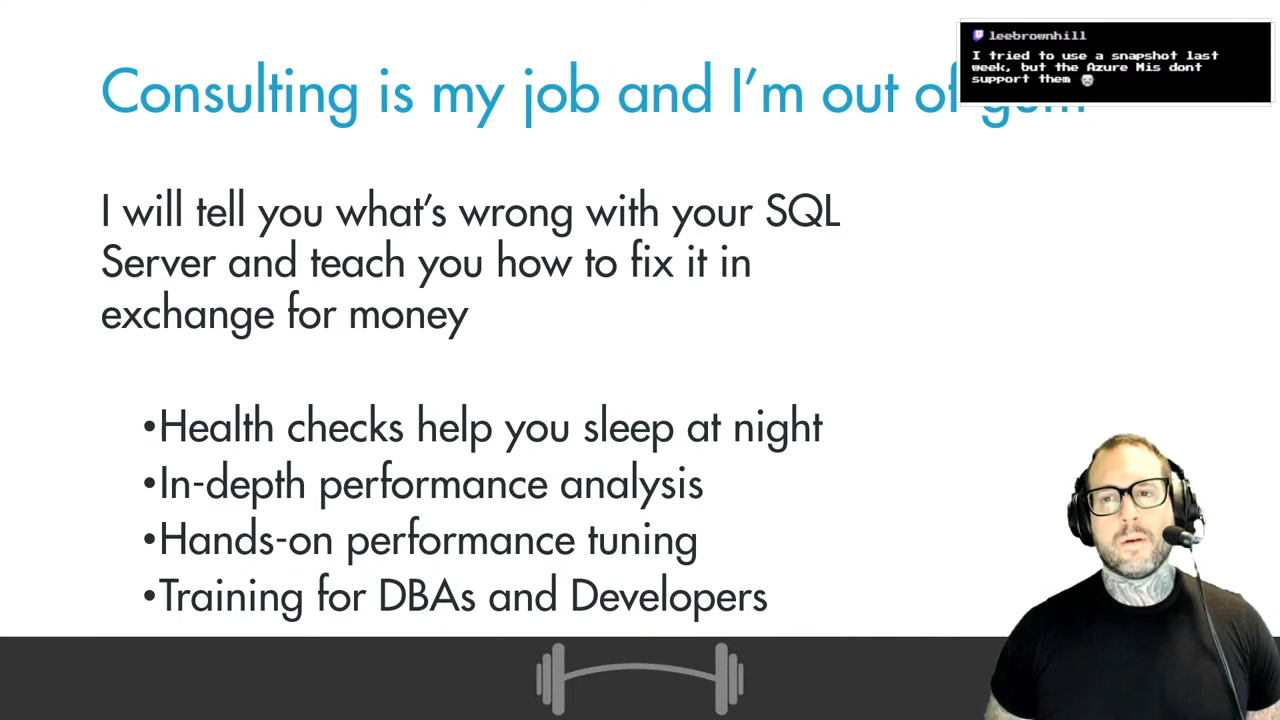 leebrownhill
I tried to use a snapshot last
week, but the Azure Mis dont
support them
Consulting is my job and I’m out of
I will tell you what’s wrong with your SQL
Server and teach you how to fix it in
exchange for money
•Health checks help you sleep at night
•In-depth performance analysis
•Hands-on performance tuning
•Training for DBAs and Developers